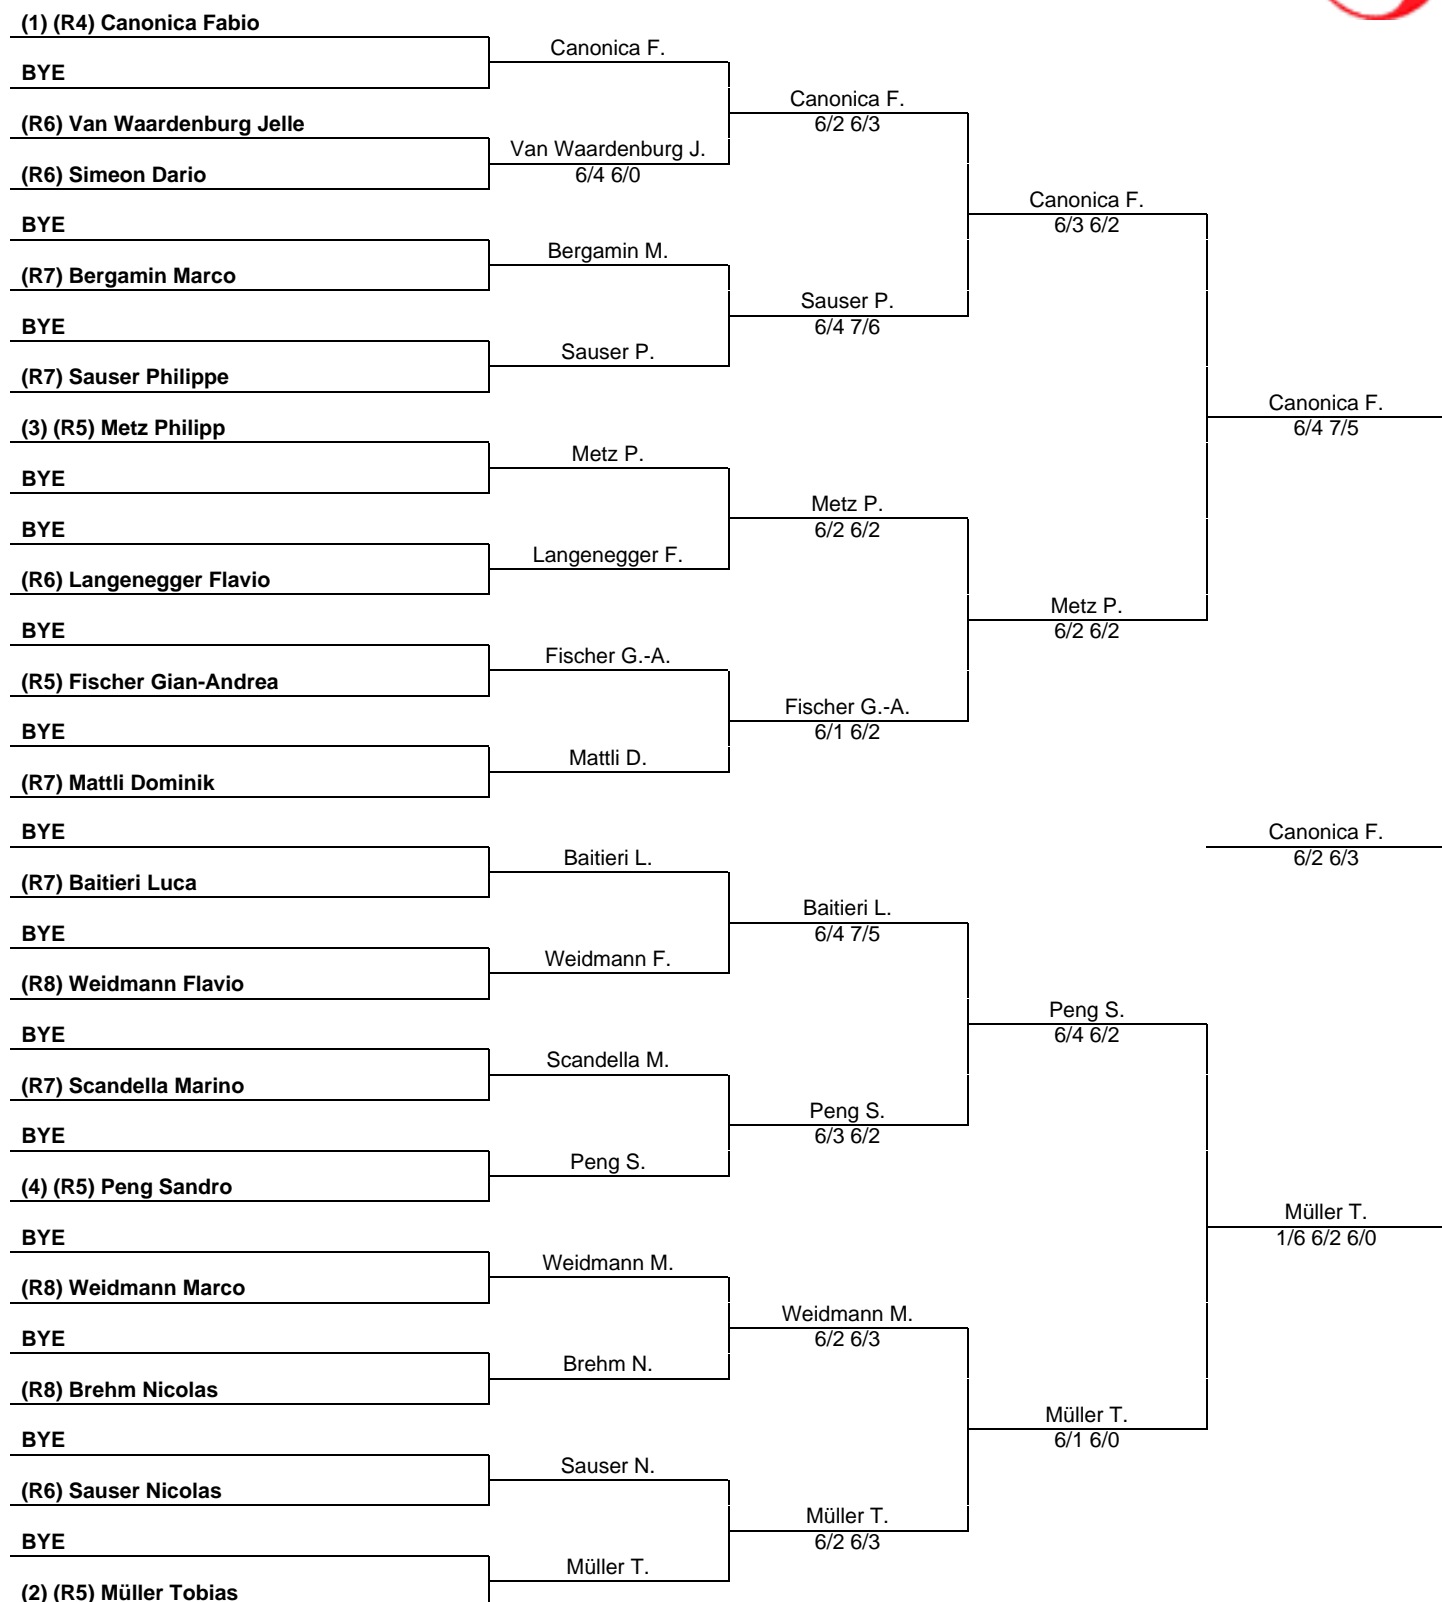 (1) (R4) Canonica Fabio
BYE
(R6) Van Waardenburg Jelle
(R6) Simeon Dario
BYE
(R7) Bergamin Marco
BYE
(R7) Sauser Philippe
(3) (R5) Metz Philipp
BYE
BYE
(R6) Langenegger Flavio
BYE
(R5) Fischer Gian-Andrea
BYE
(R7) Mattli Dominik
BYE
(R7) Baitieri Luca
BYE
(R8) Weidmann Flavio
BYE
(R7) Scandella Marino
BYE
(4) (R5) Peng Sandro
BYE
(R8) Weidmann Marco
BYE
(R8) Brehm Nicolas
BYE
(R6) Sauser Nicolas
BYE
(2) (R5) Müller Tobias
Canonica F.
Van Waardenburg J.
6/4 6/0
Bergamin M.
Sauser P.
Metz P.
Langenegger F.
Fischer G.-A.
Mattli D.
Baitieri L.
Weidmann F.
Scandella M.
Peng S.
Weidmann M.
Brehm N.
Sauser N.
Müller T.
Canonica F.
6/2 6/3
Sauser P.
6/4 7/6
Metz P.
6/2 6/2
Fischer G.-A.
6/1 6/2
Baitieri L.
6/4 7/5
Peng S.
6/3 6/2
Weidmann M.
6/2 6/3
Müller T.
6/2 6/3
Canonica F.
6/3 6/2
Metz P.
6/2 6/2
Peng S.
6/4 6/2
Müller T.
6/1 6/0
Canonica F.
6/4 7/5
Canonica F.
6/2 6/3
Müller T.
1/6 6/2 6/0